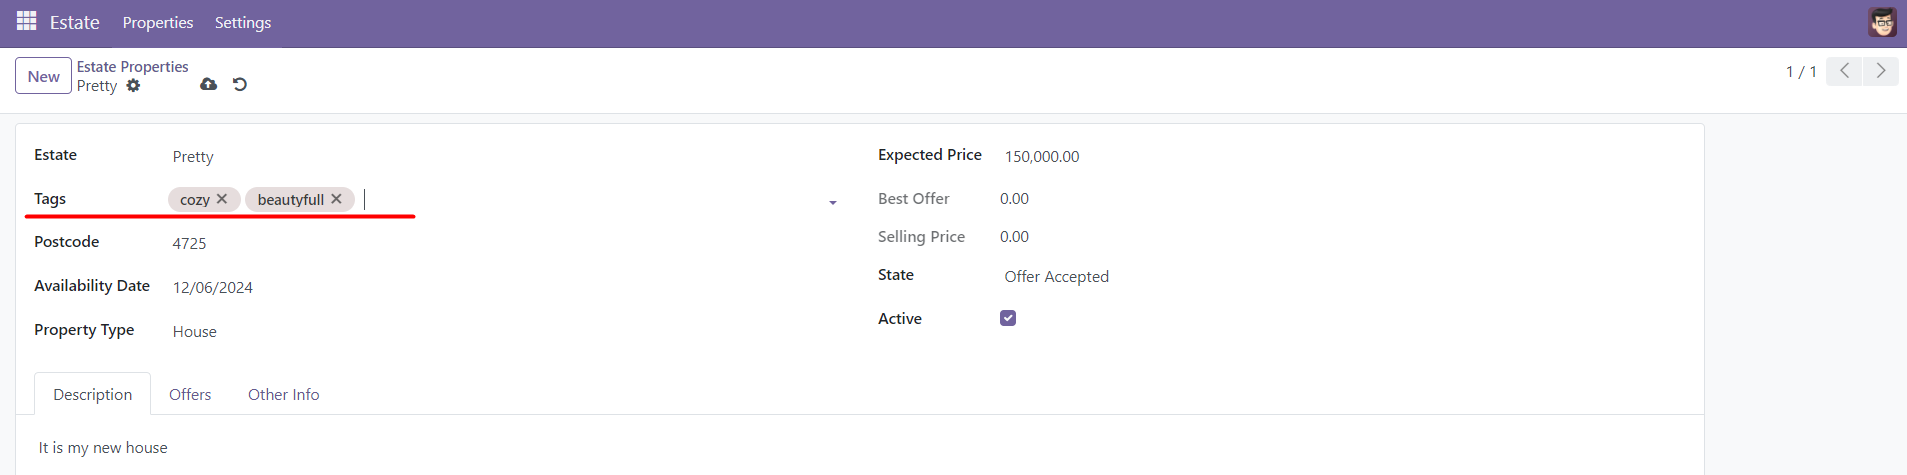 Estate Properties Settings
New Estate Properties
Pretty
1 / 1
Estate Pretty
Tags cozy beautyfull
Postcode 4725
Availability Date 12/06/2024
Property Type House
Expected Price 150,000.00
Best Offer 0.00
Selling Price 0.00
State Offer Accepted
Active
Description Offers Other Info
It is my new house